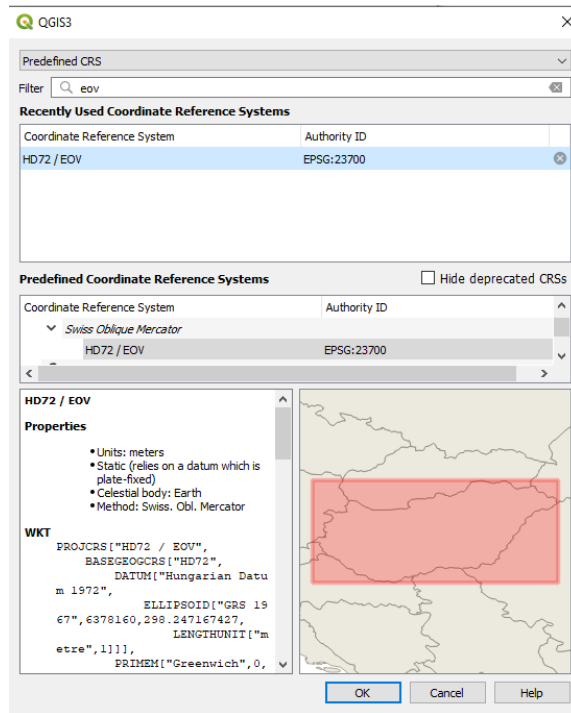 QGIS3
Predefined CRS
Filter eov
Recently Used Coordinate Reference Systems
Coordinate Reference System Authority ID
HD72 / EOV EPSG:23700
Predefined Coordinate Reference Systems Hide deprecated CRSs
Coordinate Reference System Authority ID
Swiss Oblique Mercator
HD72 / EOV EPSG:23700
HD72 / EOV
Properties
•Units: meters
•Static (relies on a datum which is
plate-fixed)
•Celestial body: Earth
•Method: Swiss. Obl. Mercator
WKT
PROJCRS["HD72 / EOV",
BASEGEOGCRS["HD72",
DATUM["Hungarian Datu
m 1972",
ELLIPSOID["GRS 19
67",6378160,298.247167427,
LENGTHUNIT["m
etre",1]]],
PRIMEM["Greenwich",0,
OK Cancel Help